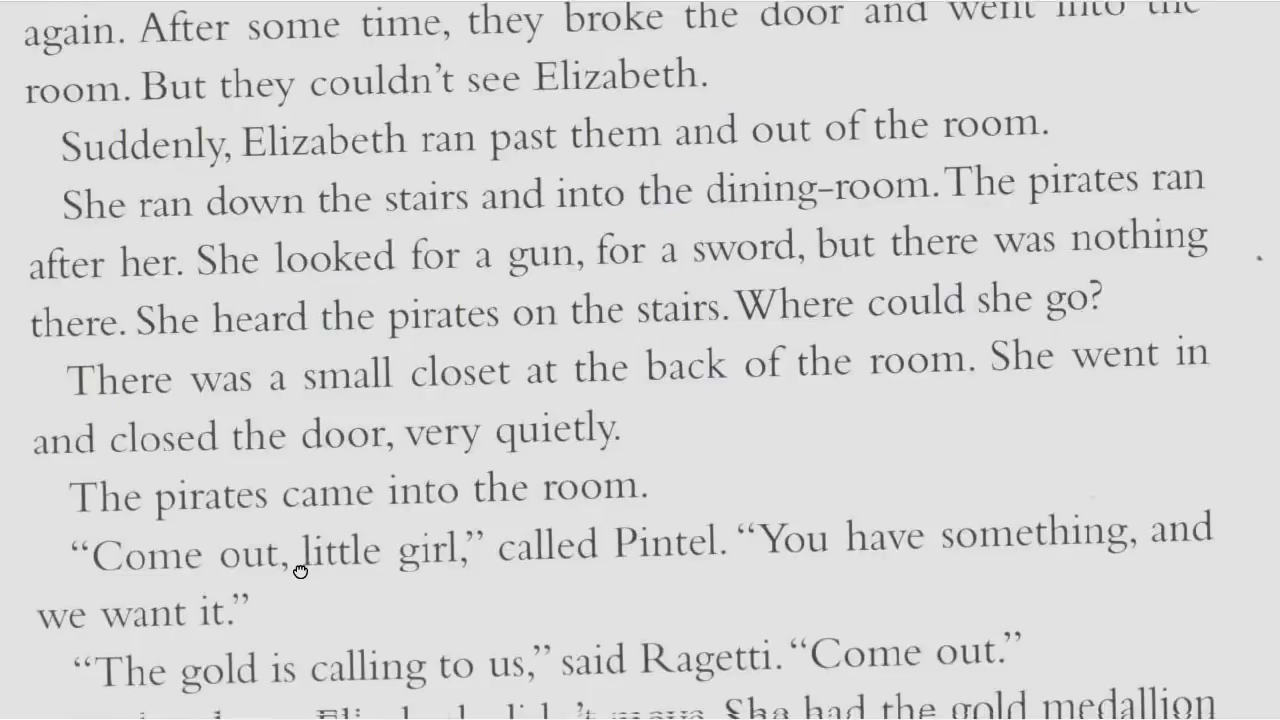 again. After some time, they broke the door and went into the
room. But they couldn't see Elizabeth.
Suddenly, Elizabeth ran past them and out of the room.
She ran down the stairs and into the dining-room. The pirates ran
after her. She looked for a gun, for a sword, but there was nothing
there. She heard the pirates on the stairs. Where could she go?
There was a small closet at the back of the room. She went in
and closed the door, very quietly.
The pirates came into the room.
“Come out, little girl,” called Pintel. “You have something, and
we want it.”
“The gold is calling to us,” said Ragetti. “Come out.”
She had the gold medallion